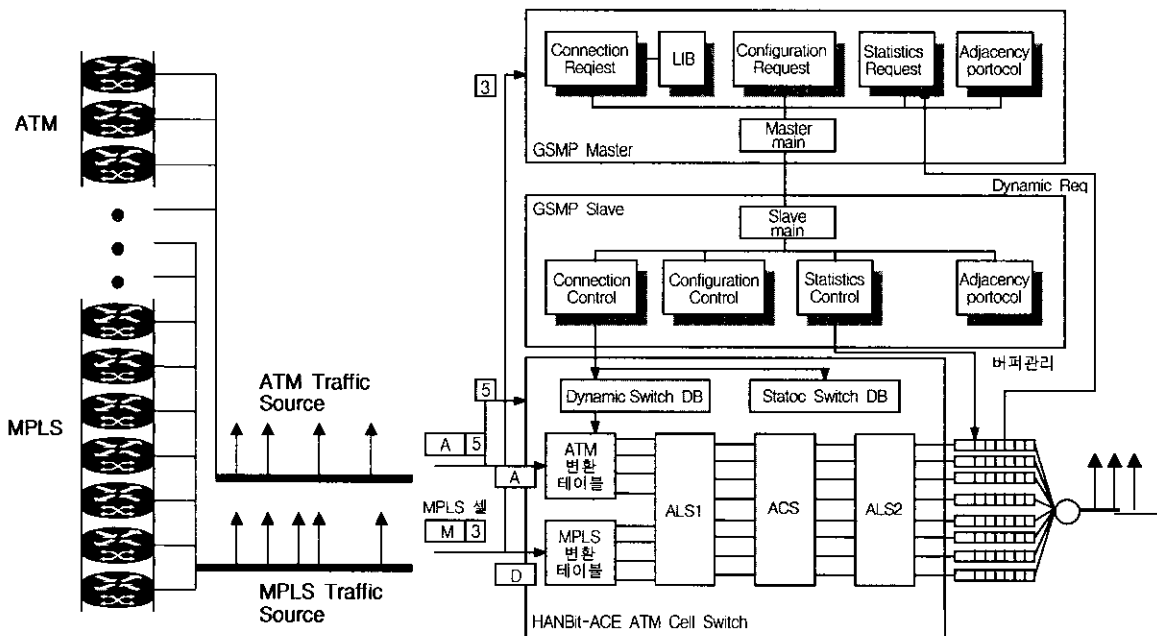 ATM
MPLS
ATM Traffic
Source
MPLS Traffic
Source
3
5
A 5
A
MPLS 셀
M 3
D
Connection
Reqiest
LIB
Configuration
Request
Statistics
Request
Adjacency
portocol
Master
main
GSMP Master
Dynamic Req
GSMP Slave
Slave
main
Connection
Control
Configuration
Control
Statistics
Control
Adjacency
portocol
버퍼관리
Dynamic Switch DB
Statoc Switch DB
ATM
변환
테이블
MPLS
변환
테이블
ALS1
ACS
ALS2
HANBit-ACE ATM Cell Switch